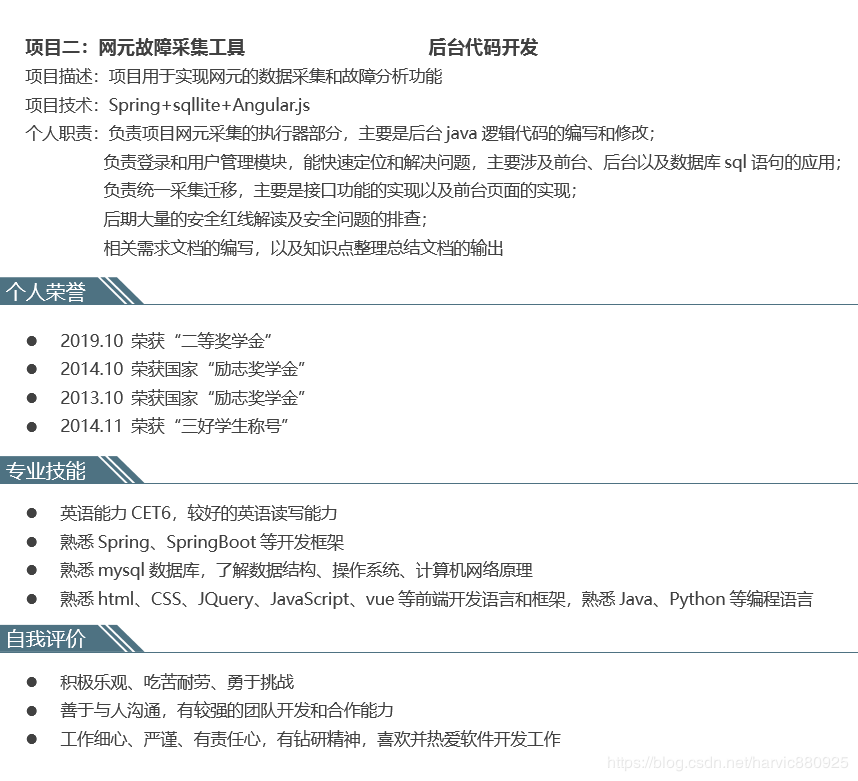 项目二：网元故障采集工具 后台代码开发
项目描述：项目用于实现网元的数据采集和故障分析功能
项目技术：Spring+sqllite+Angular.js
个人职责：负责项目网元采集的执行器部分，主要是后台 java 逻辑代码的编写和修改；
负责登录和用户管理模块，能快速定位和解决问题，主要涉及前台、后台以及数据库 sql 语句的应用；
负责统一采集迁移，主要是接口功能的实现以及前台页面的实现；
后期大量的安全红线解读及安全问题的排查；
相关需求文档的编写，以及知识点整理总结文档的输出
个人荣誉
● 2019.10 荣获“二等奖学金”
● 2014.10 荣获国家“励志奖学金”
● 2013.10 荣获国家“励志奖学金”
● 2014.11 荣获“三好学生称号”
专业技能
● 英语能力 CET6，较好的英语读写能力
● 熟悉 Spring、SpringBoot 等开发框架
● 熟悉 mysql 数据库，了解数据结构、操作系统、计算机网络原理
● 熟悉 html、CSS、JQuery、JavaScript、vue 等前端开发语言和框架，熟悉 Java、Python 等编程语言
自我评价
● 积极乐观、吃苦耐劳、勇于挑战
● 善于与人沟通，有较强的团队开发和合作能力
● 工作细心、严谨、有责任心，有钻研精神，喜欢并热爱软件开发工作
https://blog.csdn.net/harvic880925